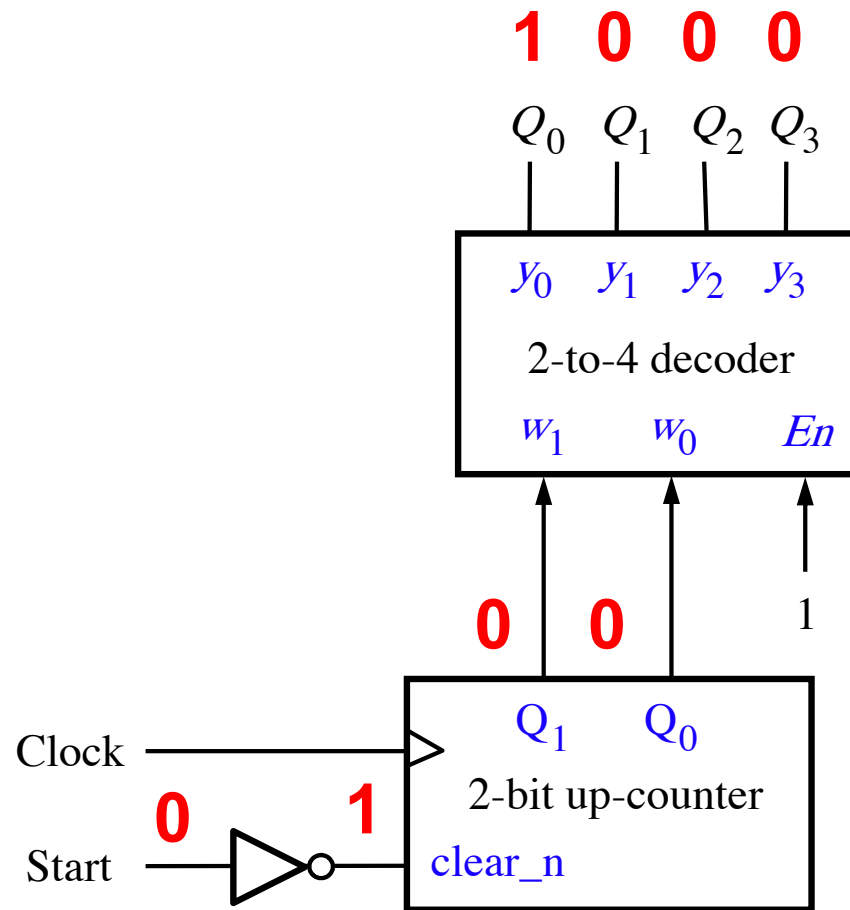 1 0 0 0
Q0 Q1 Q2 Q3
y0 y1 y2 y3
2-to-4 decoder
w1 w0 En
1
0 0
Q1 Q0
Clock
2-bit up-counter
0 1
Start
clear_n